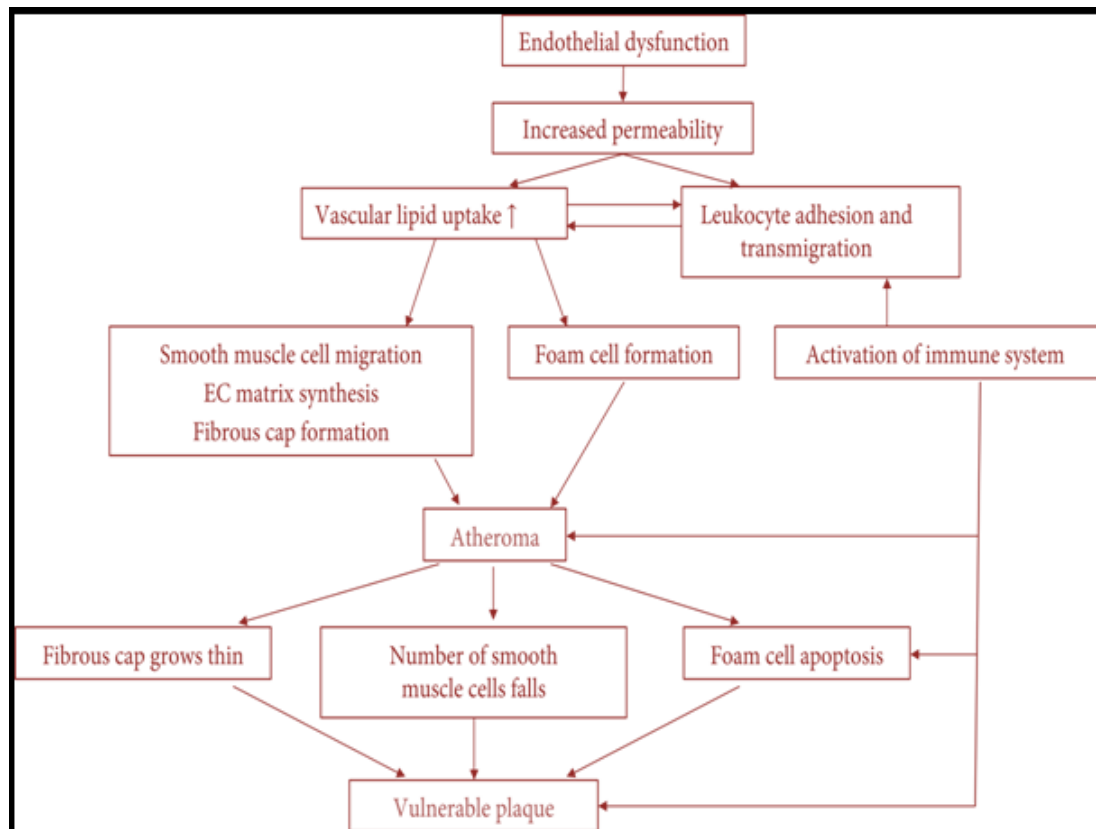 Endothelial dysfunction
Increased permeability
Vascular lipid uptake ↑
Leukocyte adhesion and
transmigration
Smooth muscle cell migration
EC matrix synthesis
Fibrous cap formation
Foam cell formation
Activation of immune system
Atheroma
Fibrous cap grows thin
Number of smooth
muscle cells falls
Foam cell apoptosis
Vulnerable plaque